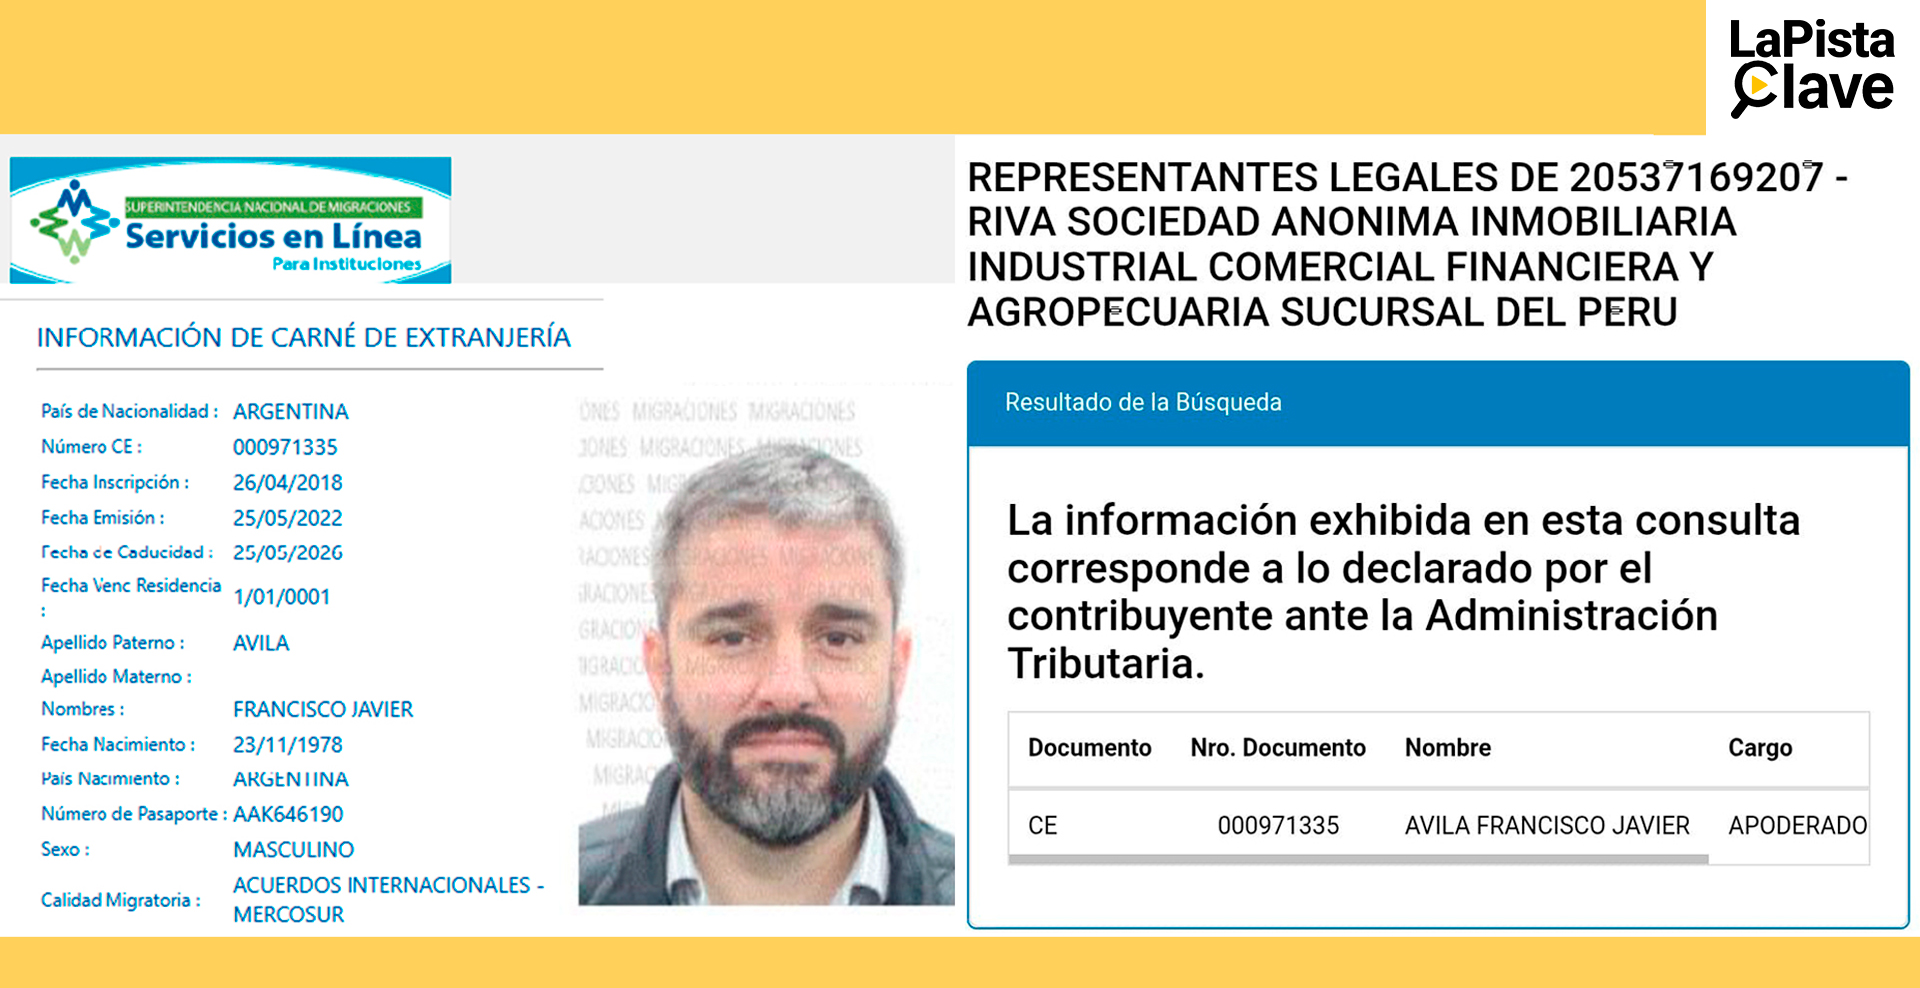 LaPista
Clave
SUPERINTENDENCIA NACIONAL DE MIGRACIONES
Servicios en Línea
Para Instituciones
INFORMACIÓN DE CARNÉ DE EXTRANJERÍA
País de Nacionalidad : ARGENTINA
Número CE : 000971335
Fecha Inscripción : 26/04/2018
Fecha Emisión : 25/05/2022
Fecha de Caducidad : 25/05/2026
Fecha Venc Residencia
: 1/01/0001
Apellido Paterno : AVILA
Apellido Materno :
Nombres : FRANCISCO JAVIER
Fecha Nacimiento : 23/11/1978
País Nacimiento : ARGENTINA
Número de Pasaporte : AAK646190
Sexo : MASCULINO
Calidad Migratoria : ACUERDOS INTERNACIONALES -
MERCOSUR
MIGRACIONES MIGRACIONES
REPRESENTANTES LEGALES DE 20537169207 -
RIVA SOCIEDAD ANONIMA INMOBILIARIA
INDUSTRIAL COMERCIAL FINANCIERA Y
AGROPECUARIA SUCURSAL DEL PERU
Resultado de la Búsqueda
La información exhibida en esta consulta
corresponde a lo declarado por el
contribuyente ante la Administración
Tributaria.
Documento Nro. Documento Nombre Cargo
CE 000971335 AVILA FRANCISCO JAVIER APODERADO